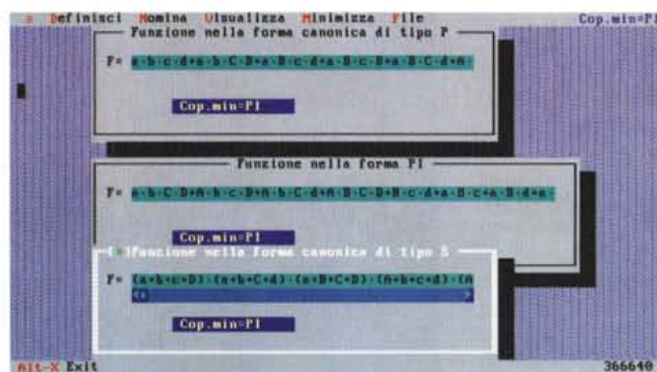 ≡ Definisci Nomina Visualizza Minimizza File Cop.min=PI
Funzione nella forma canonica di tipo P
F= a·b·c·d+a·b·C·D+a·B·c·d+a·B·c·D+a·B·C·d+A·
Cop.min=PI
Funzione nella forma PI
F= a·b·C·D+A·b·c·D+A·b·C·d+A·B·C·D+B·c·d+a·B·c+a·B·d+a·
Cop.min=PI
Funzione nella forma canonica di tipo S
F= (a+b+c+D)·(a+b+C+d)·(a+B+C+D)·(A+b+c+d)·(A
Cop.min=PI
Alt-X Exit 366640